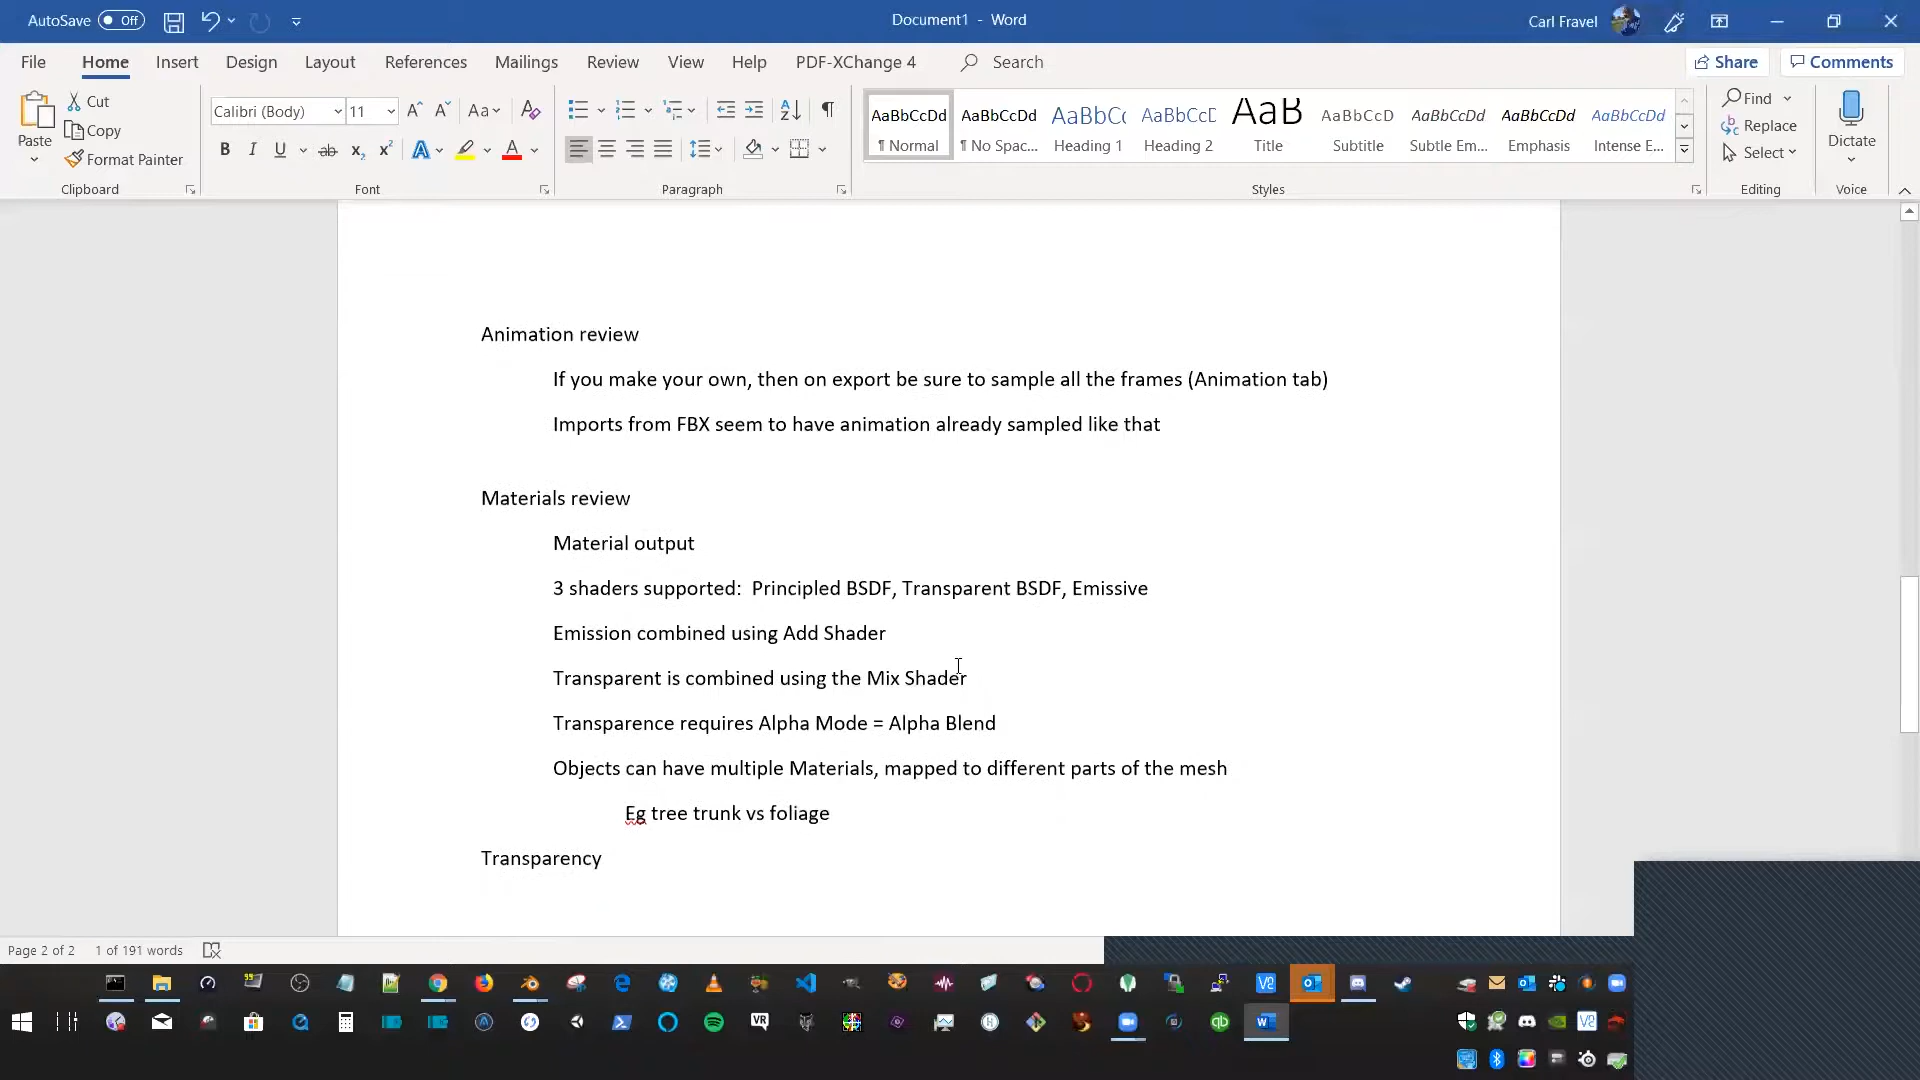 AutoSave Off Document1 - Word Carl Fravel
File Home Insert Design Layout References Mailings Review View Help PDF-XChange 4 Search Share Comments
Paste Cut Copy Format Painter
Calibri (Body) 11
AaBbCcDd AaBbCcDd AaBbCc AaBbCcD AaB AaBbCcD AaBbCcDd AaBbCcDd AaBbCcDd
¶ Normal ¶ No Spac... Heading 1 Heading 2 Title Subtitle Subtle Em... Emphasis Intense E...
Find Replace Select Dictate
Clipboard Font Paragraph Styles Editing Voice
Animation review
If you make your own, then on export be sure to sample all the frames (Animation tab)
Imports from FBX seem to have animation already sampled like that
Materials review
Material output
3 shaders supported:  Principled BSDF, Transparent BSDF, Emissive
Emission combined using Add Shader
Transparent is combined using the Mix Shader
Transparence requires Alpha Mode = Alpha Blend
Objects can have multiple Materials, mapped to different parts of the mesh
Eg tree trunk vs foliage
Transparency
Page 2 of 2 1 of 191 words